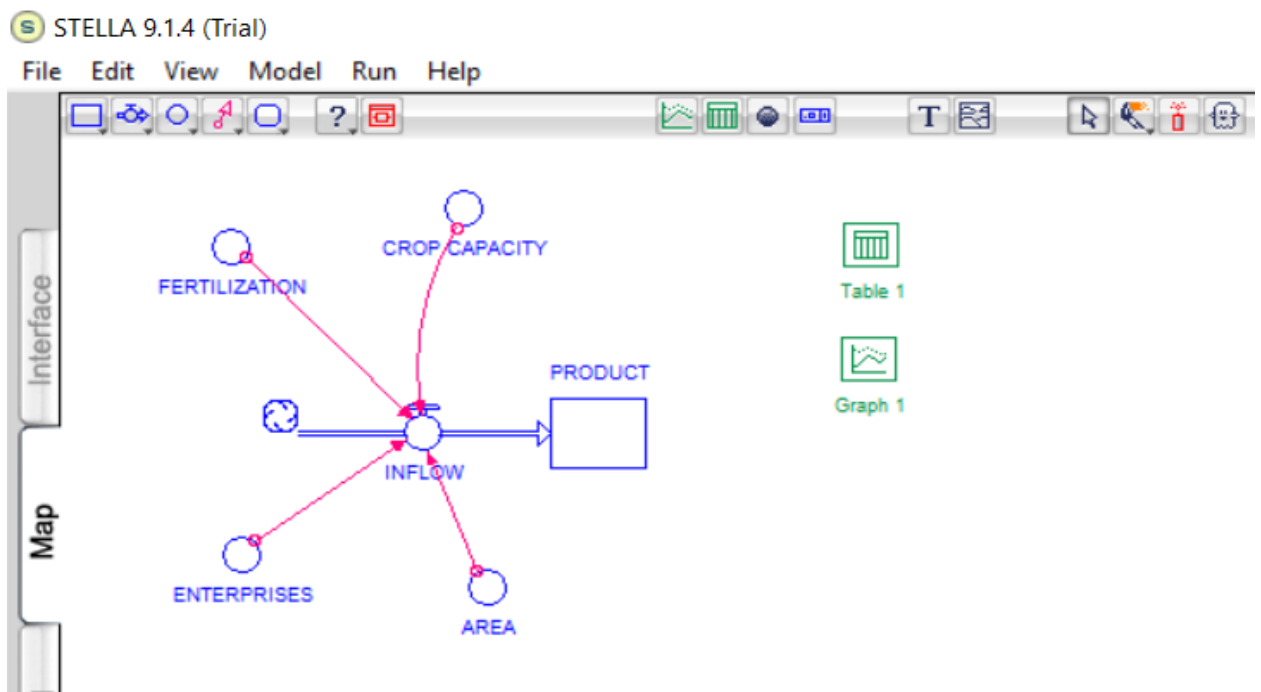 S STELLA 9.1.4 (Trial)
File Edit View Model Run Help
? T
CROP CAPACITY
FERTILIZATION
Table 1
Interface
PRODUCT
Graph 1
INFLOW
Map
ENTERPRISES
AREA